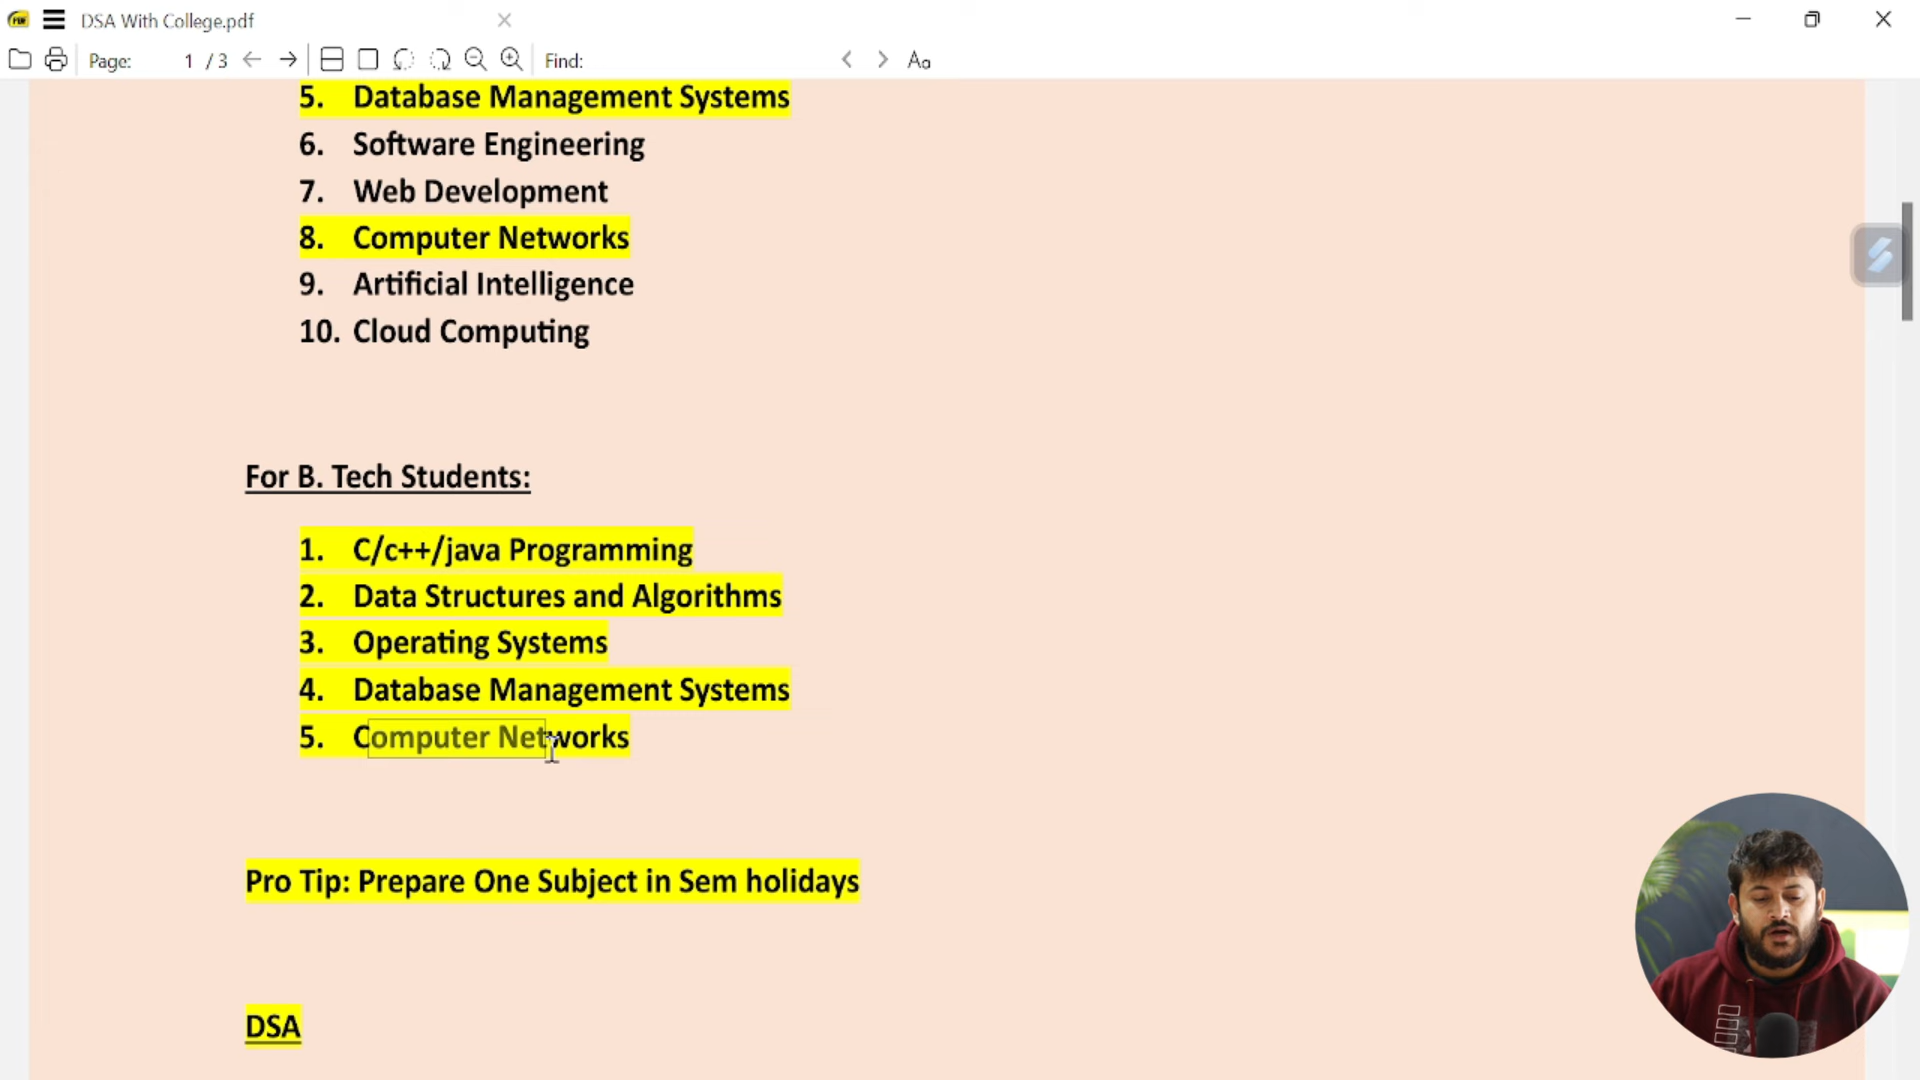 PDF
DSA With College.pdf
Page: 1 / 3
Find:
Aa
5. Database Management Systems
6. Software Engineering
7. Web Development
8. Computer Networks
9. Artificial Intelligence
10. Cloud Computing
For B. Tech Students:
1. C/c++/java Programming
2. Data Structures and Algorithms
3. Operating Systems
4. Database Management Systems
5. Computer Networks
Pro Tip: Prepare One Subject in Sem holidays
DSA